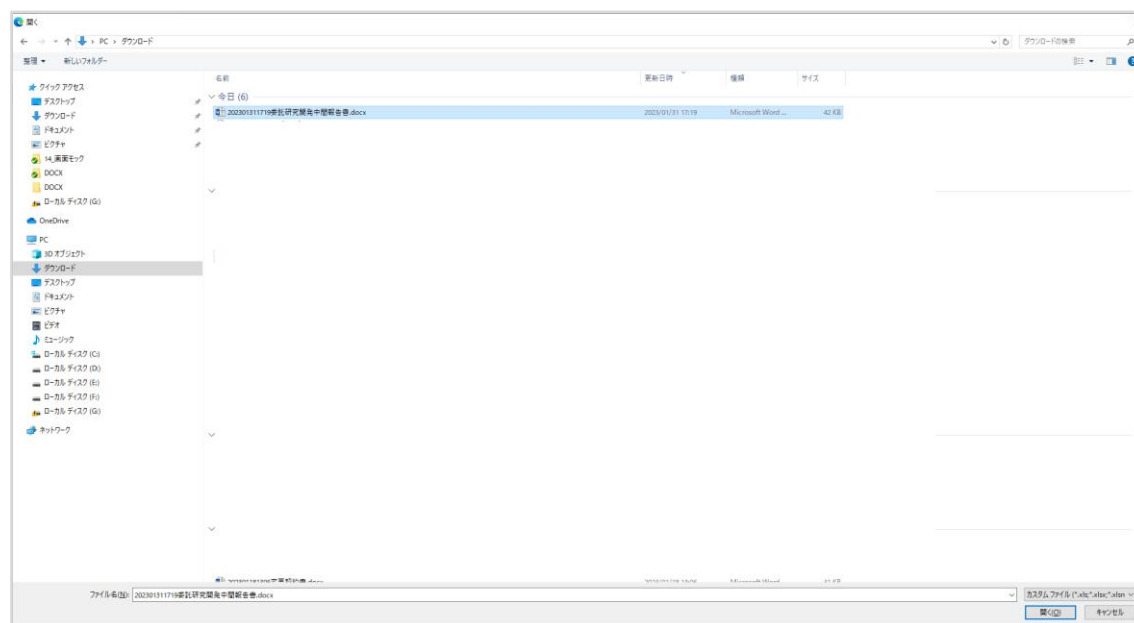 開く
PC › ダウンロード
ダウンロードの検索
整理 新しいフォルダー
名前 更新日時 種類 サイズ
クイック アクセス
デスクトップ
ダウンロード
ドキュメント
ピクチャ
14_画面モック
DOCX
DOCX
ローカル ディスク (G:)
OneDrive
PC
3D オブジェクト
ダウンロード
デスクトップ
ドキュメント
ピクチャ
ビデオ
ミュージック
ローカル ディスク (C:)
ローカル ディスク (D:)
ローカル ディスク (E:)
ローカル ディスク (F:)
ローカル ディスク (G:)
ネットワーク
今日 (6)
202301311719委託研究開発中間報告書.docx 2023/01/31 17:19 Microsoft Word ... 42 KB
ファイル名(N): 202301311719委託研究開発中間報告書.docx
カスタム ファイル (*.xls;*.xlsx;*.xlsn
開く(O) キャンセル